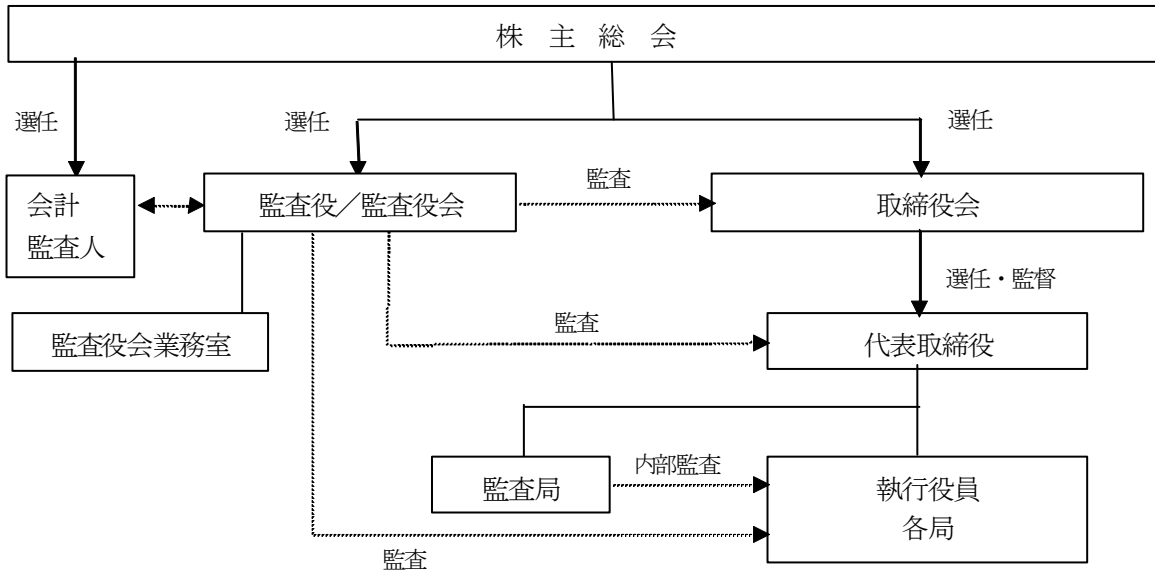 株 主 総 会
選任
選任
選任
会計
監査人
監査役／監査役会
監査
取締役会
選任・監督
監査役会業務室
監査
代表取締役
監査局
内部監査
執行役員
各局
監査